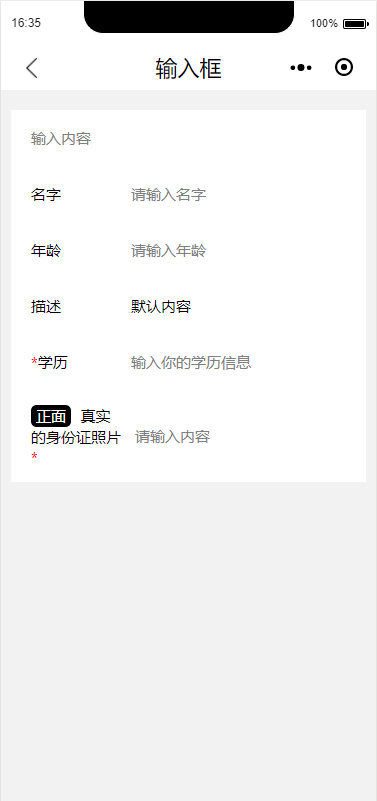 16:35
100%
输入框
输入内容
名字 请输入名字
年龄 请输入年龄
描述 默认内容
*学历 输入你的学历信息
正面 真实
的身份证照片 请输入内容
*